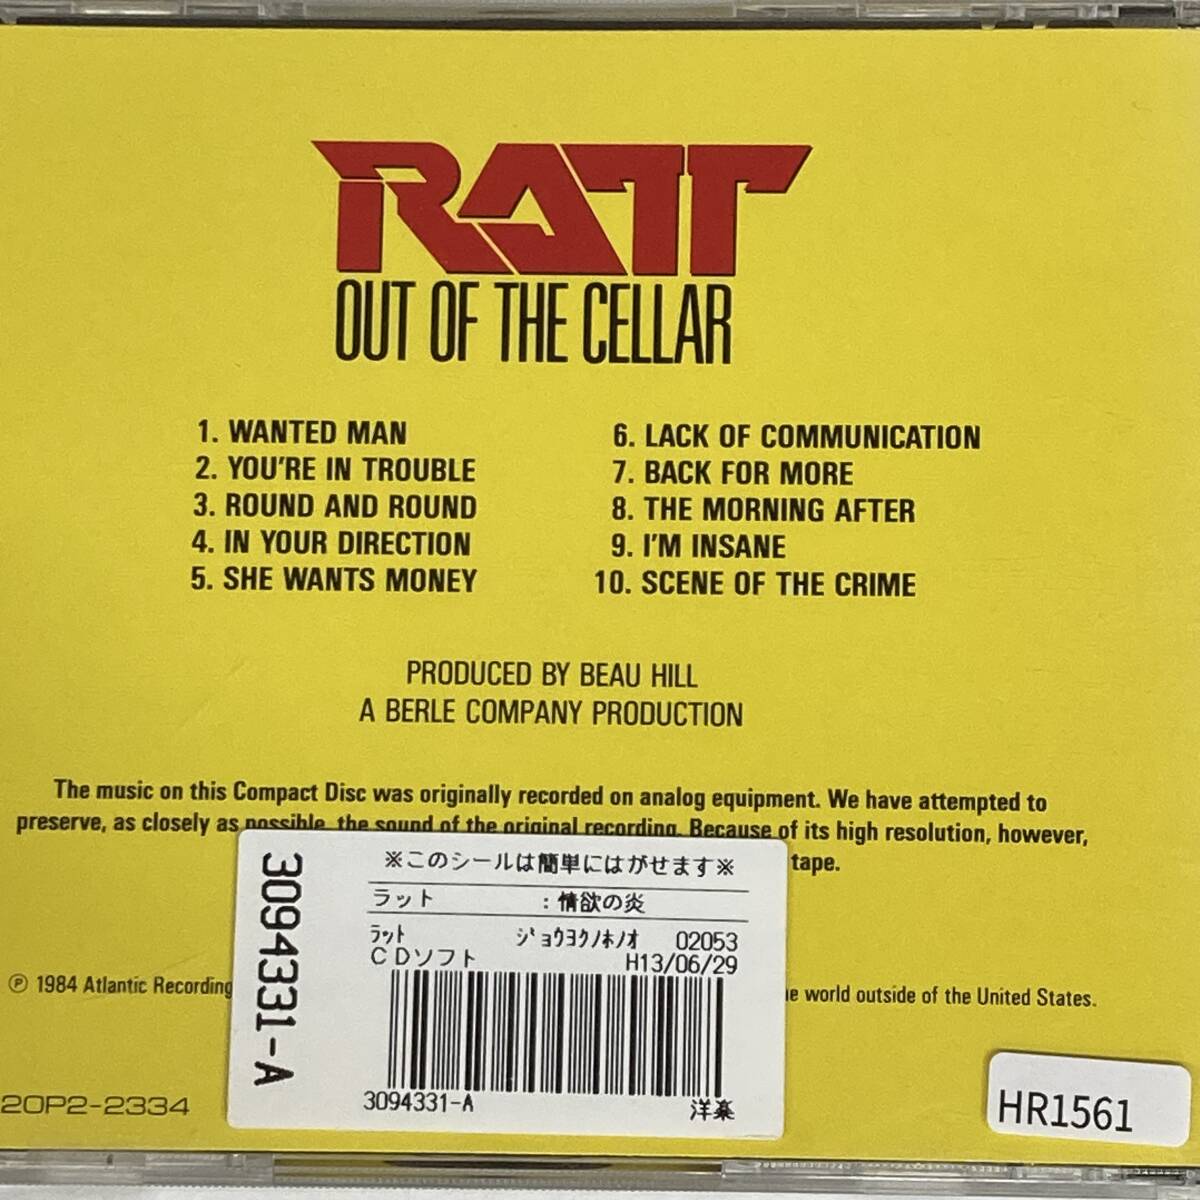 RATT
OUT OF THE CELLAR
1. WANTED MAN
2. YOU'RE IN TROUBLE
3. ROUND AND ROUND
4. IN YOUR DIRECTION
5. SHE WANTS MONEY
6. LACK OF COMMUNICATION
7. BACK FOR MORE
8. THE MORNING AFTER
9. I'M INSANE
10. SCENE OF THE CRIME
PRODUCED BY BEAU HILL
A BERLE COMPANY PRODUCTION
The music on this Compact Disc was originally recorded on analog equipment. We have attempted to
preserve, as closely as possible, the sound of the original recording. Because of its high resolution, however,
tape.
℗ 1984 Atlantic Recording
world outside of the United States.
20P2-2334
3094331-A
※このシールは簡単にはがせます※
ラット :情欲の炎
ﾗｯﾄ ｼﾞｮｳﾖｸﾉﾎﾉｵ 02053
CDソフト H13/06/29
3094331-A 洋楽
HR1561